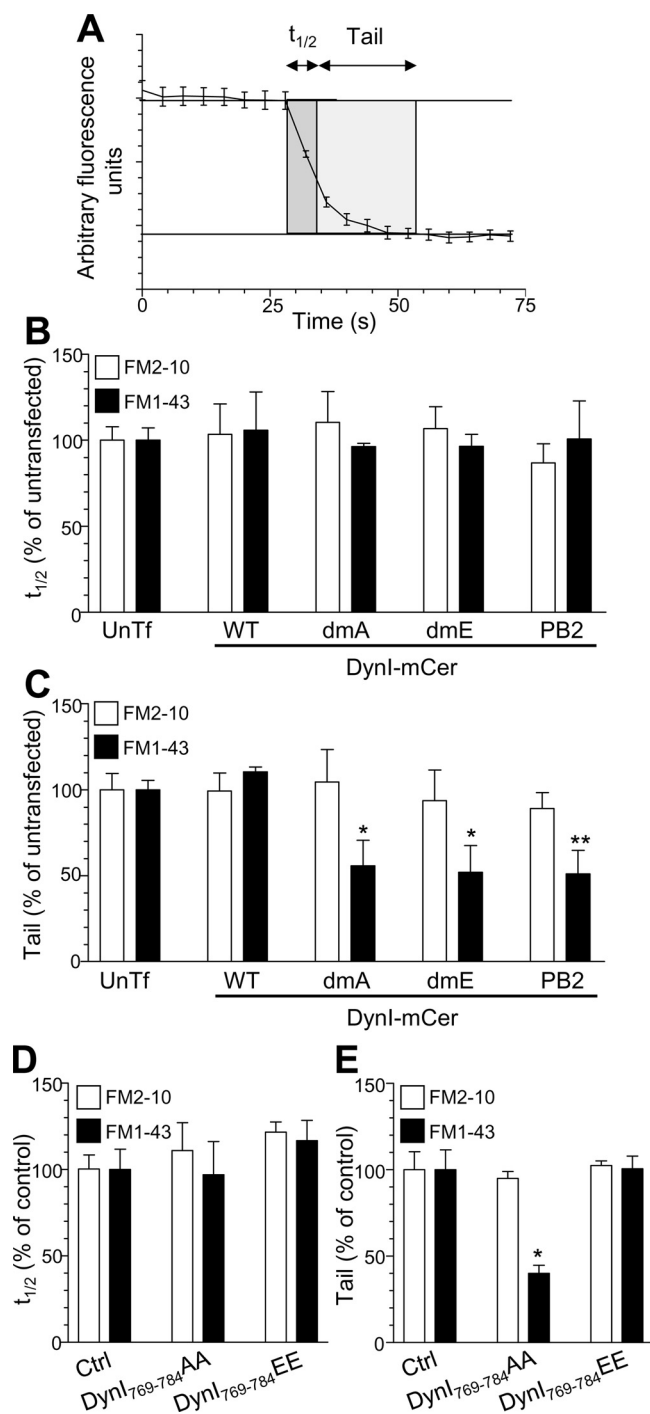 A
t1/2 Tail
Arbitrary fluorescence
units
0 25 50 75
Time (s)
B
FM2-10
FM1-43
t1/2 (% of untransfected)
150
100
50
0
UnTf WT dmA dmE PB2
DynI-mCer
C
FM2-10
FM1-43
Tail (% of untransfected)
150
100
50
0
* * **
UnTf WT dmA dmE PB2
DynI-mCer
D
FM2-10
FM1-43
t1/2 (% of control)
150
100
50
0
Ctrl
DynI769-784AA
DynI769-784EE
E
FM2-10
FM1-43
Tail (% of control)
150
100
50
0
*
Ctrl
DynI769-784AA
DynI769-784EE